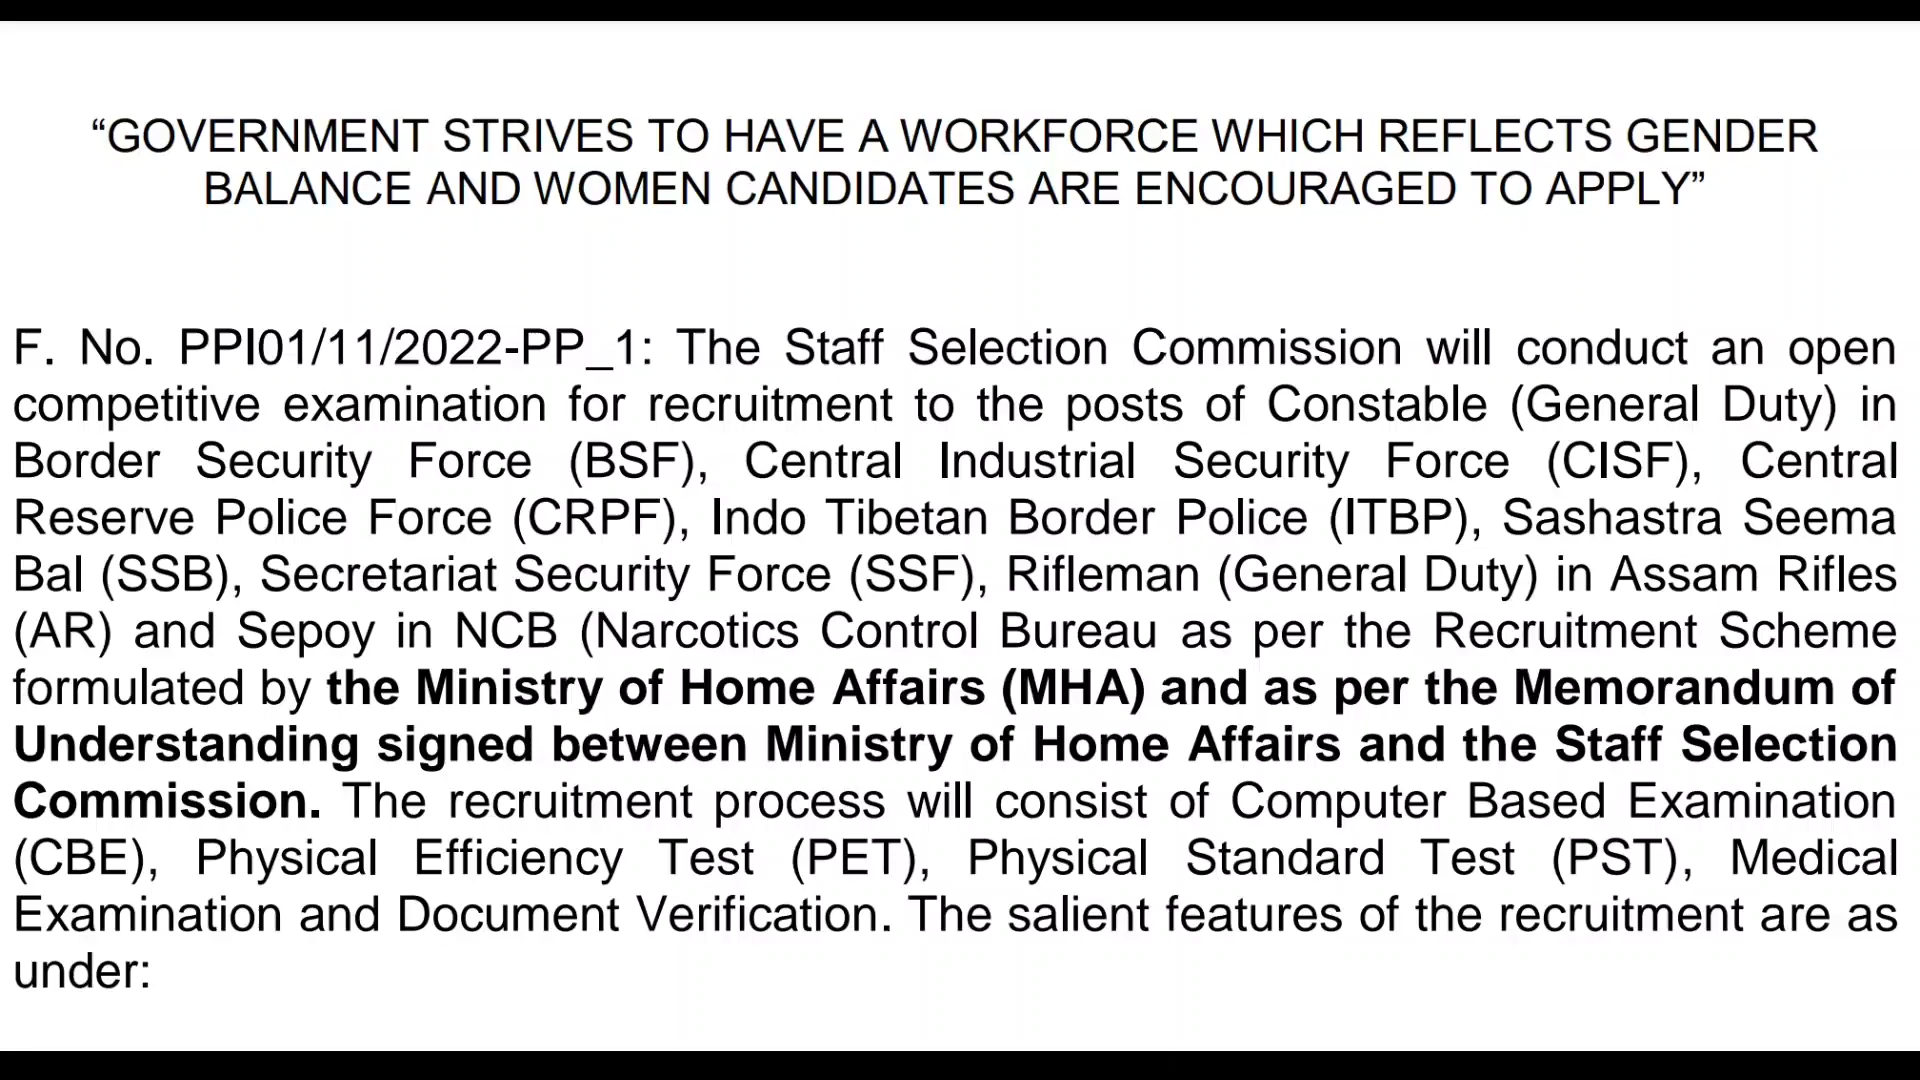 “GOVERNMENT STRIVES TO HAVE A WORKFORCE WHICH REFLECTS GENDER
BALANCE AND WOMEN CANDIDATES ARE ENCOURAGED TO APPLY”
F. No. PPI01/11/2022-PP_1: The Staff Selection Commission will conduct an open
competitive examination for recruitment to the posts of Constable (General Duty) in
Border Security Force (BSF), Central Industrial Security Force (CISF), Central
Reserve Police Force (CRPF), Indo Tibetan Border Police (ITBP), Sashastra Seema
Bal (SSB), Secretariat Security Force (SSF), Rifleman (General Duty) in Assam Rifles
(AR) and Sepoy in NCB (Narcotics Control Bureau as per the Recruitment Scheme
formulated by the Ministry of Home Affairs (MHA) and as per the Memorandum of
Understanding signed between Ministry of Home Affairs and the Staff Selection
Commission. The recruitment process will consist of Computer Based Examination
(CBE), Physical Efficiency Test (PET), Physical Standard Test (PST), Medical
Examination and Document Verification. The salient features of the recruitment are as
under: